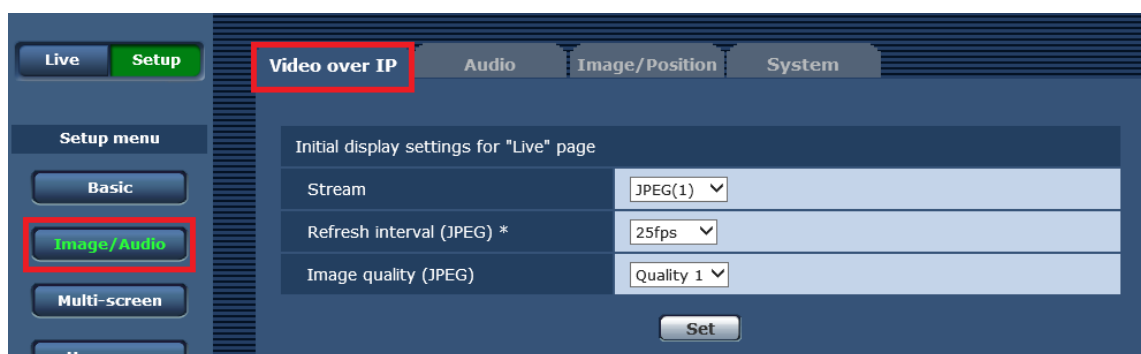 Live Setup
Video over IP Audio Image/Position System
Setup menu
Initial display settings for "Live" page
Basic
Stream JPEG(1)
Image/Audio
Refresh interval (JPEG) * 25fps
Image quality (JPEG) Quality 1
Multi-screen
Set